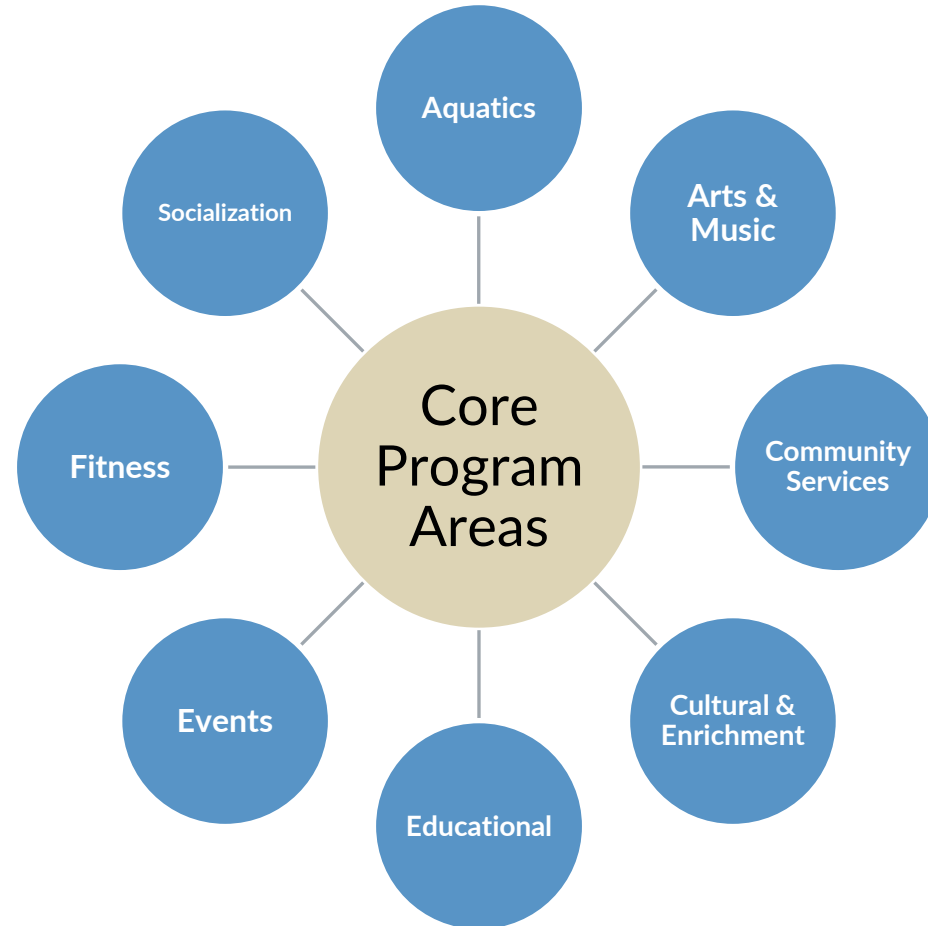 Aquatics
Arts &
Music
Socialization
Core
Program
Areas
Community
Services
Fitness
Cultural &
Enrichment
Events
Educational